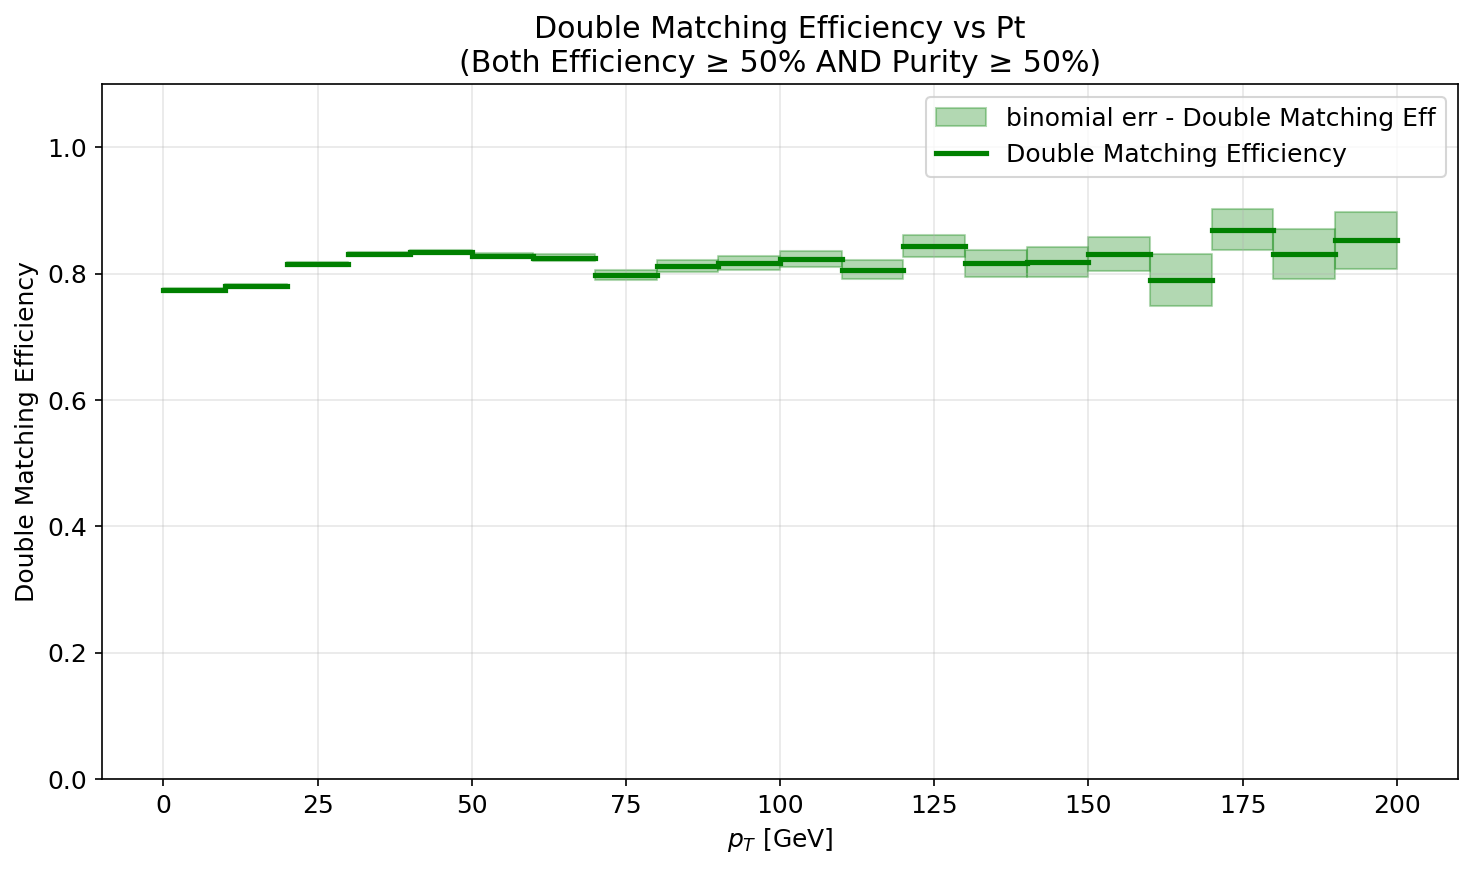 Double Matching Efficiency vs Pt
(Both Efficiency ≥ 50% AND Purity ≥ 50%)
binomial err - Double Matching Eff
Double Matching Efficiency
Double Matching Efficiency
1.0
0.8
0.6
0.4
0.2
0.0
0 25 50 75 100 125 150 175 200
p_T [GeV]